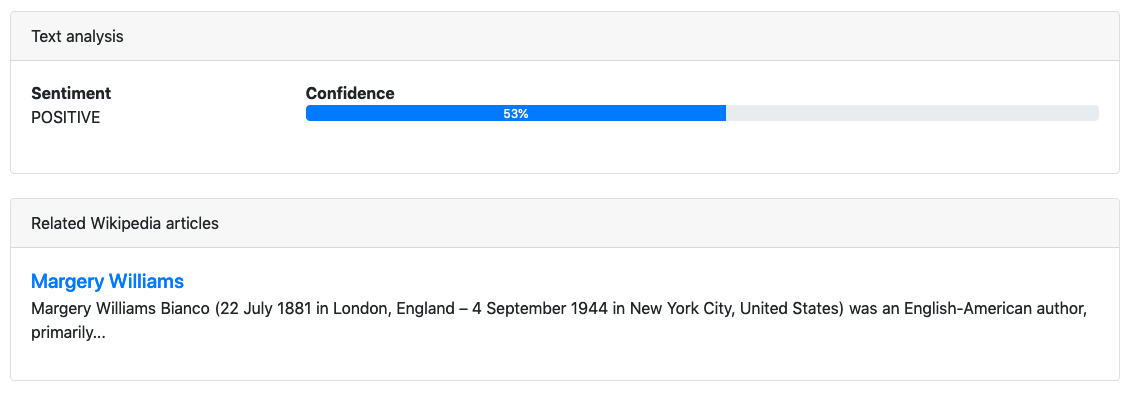 Text analysis
Sentiment
Confidence
POSITIVE
53%
Related Wikipedia articles
Margery Williams
Margery Williams Bianco (22 July 1881 in London, England – 4 September 1944 in New York City, United States) was an English-American author,
primarily...